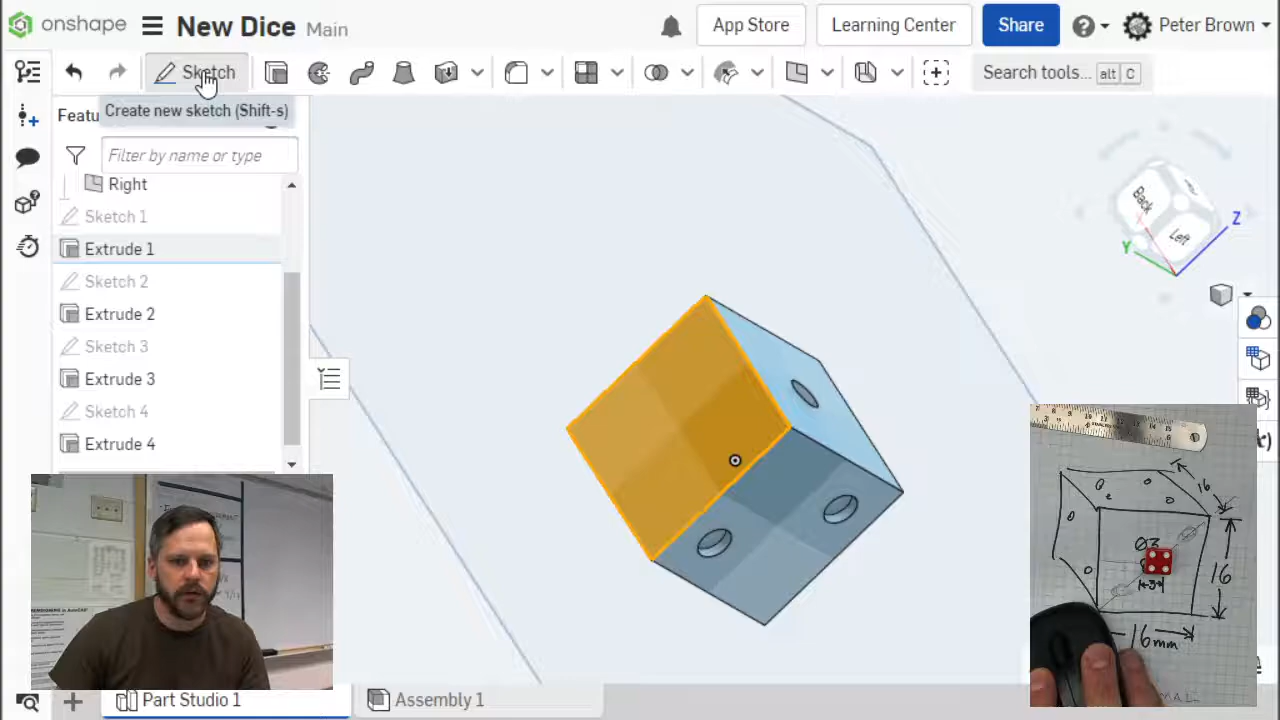 onshape New Dice Main App Store Learning Center Share Peter Brown
Sketch Search tools... alt C
Create new sketch (Shift-s)
Featu
Filter by name or type
Right
Sketch 1
Extrude 1
Sketch 2
Extrude 2
Sketch 3
Extrude 3
Sketch 4
Extrude 4
Back
Left
Z
Y
16
Ø3
3
16
16mm
Part Studio 1 Assembly 1